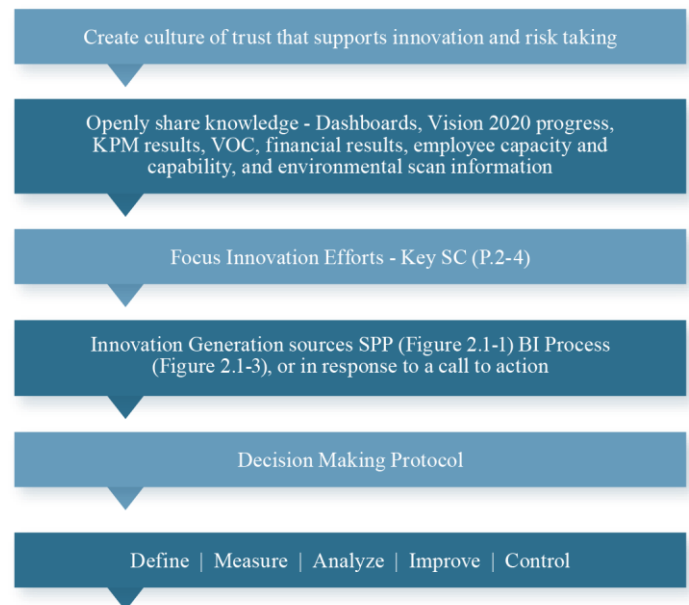 Create culture of trust that supports innovation and risk taking
Openly share knowledge - Dashboards, Vision 2020 progress,
KPM results, VOC, financial results, employee capacity and
capability, and environmental scan information
Focus Innovation Efforts - Key SC (P.2-4)
Innovation Generation sources SPP (Figure 2.1-1) BI Process
(Figure 2.1-3), or in response to a call to action
Decision Making Protocol
Define | Measure | Analyze | Improve | Control